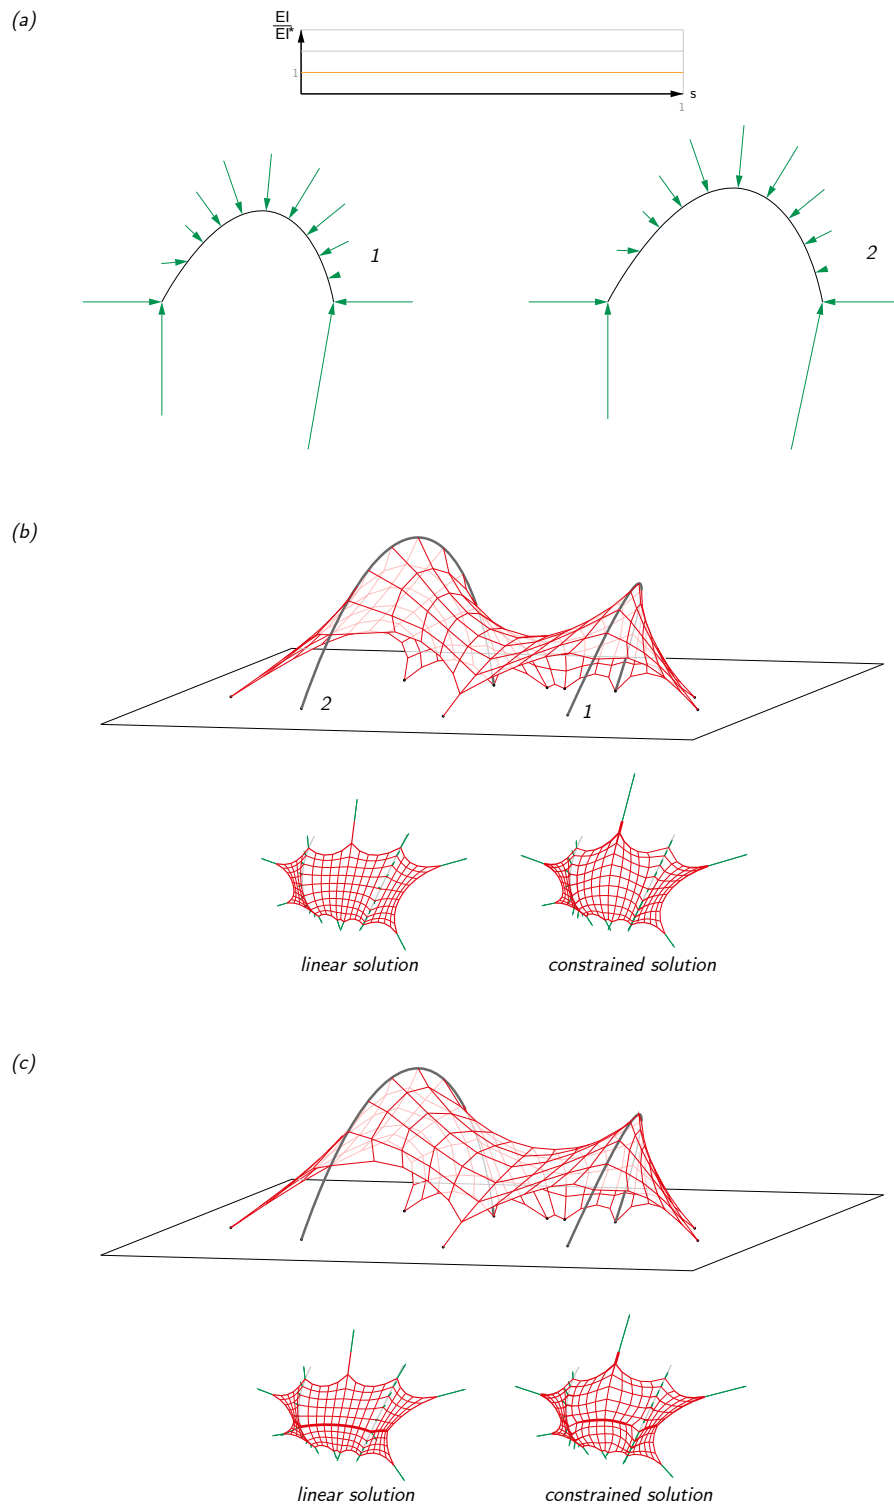 (a)
EI
EI*
1
s
1
1
2
(b)
2
1
linear solution
constrained solution
(c)
linear solution
constrained solution